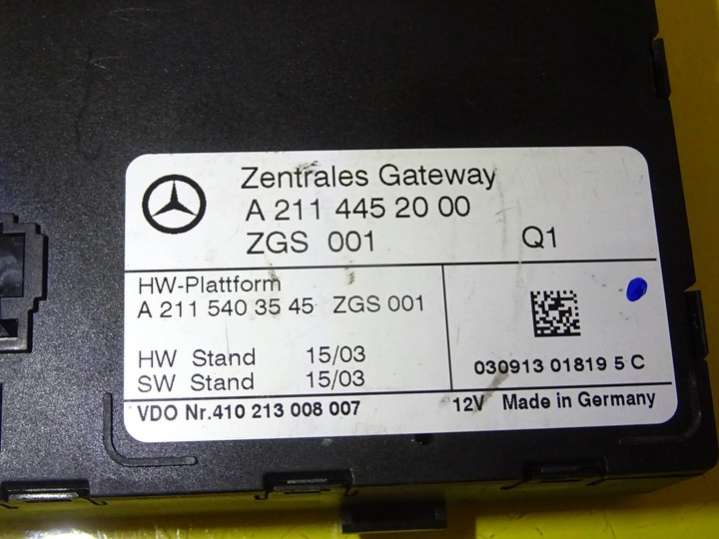 Zentrales Gateway
A 211 445 20 00
ZGS 001 Q1
HW-Plattform
A 211 540 35 45 ZGS 001
HW Stand 15/03
SW Stand 15/03
030913 01819 5 C
VDO Nr.410 213 008 007 12V Made in Germany